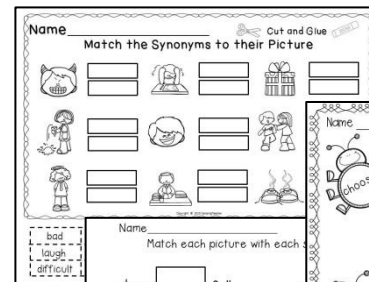 Name
Cut and Glue
Match the Synonyms to their Picture
Name
choos
bad
laugh
difficult
Name
Match each picture with each s